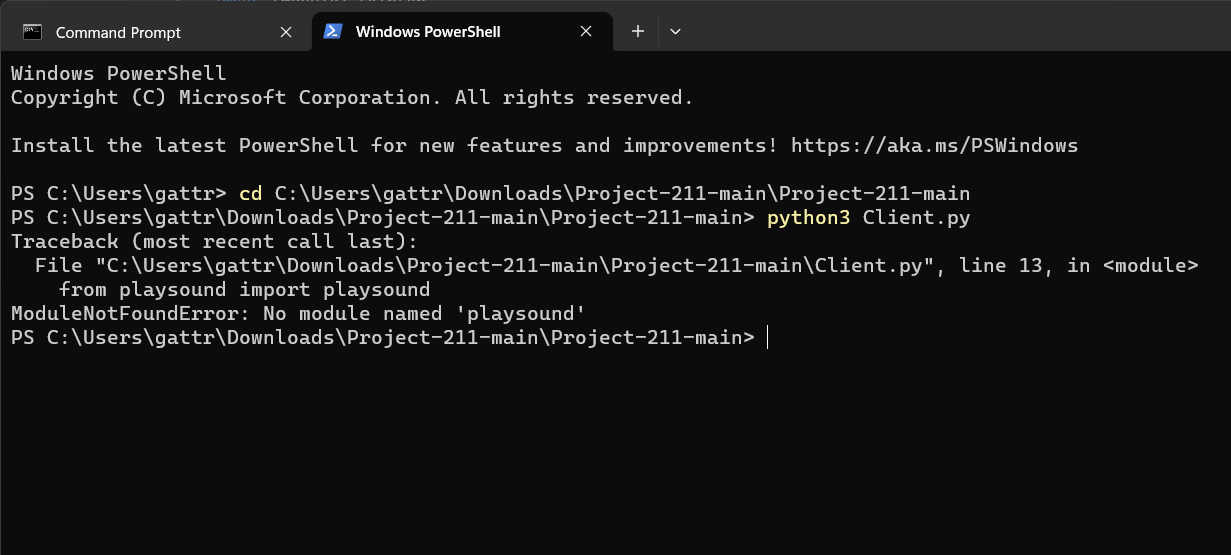 Command Prompt
Windows PowerShell
Windows PowerShell
Copyright (C) Microsoft Corporation. All rights reserved.
Install the latest PowerShell for new features and improvements! https://aka.ms/PSWindows
PS C:\Users\gattr> cd C:\Users\gattr\Downloads\Project-211-main\Project-211-main
PS C:\Users\gattr\Downloads\Project-211-main\Project-211-main> python3 Client.py
Traceback (most recent call last):
  File "C:\Users\gattr\Downloads\Project-211-main\Project-211-main\Client.py", line 13, in <module>
    from playsound import playsound
ModuleNotFoundError: No module named 'playsound'
PS C:\Users\gattr\Downloads\Project-211-main\Project-211-main>